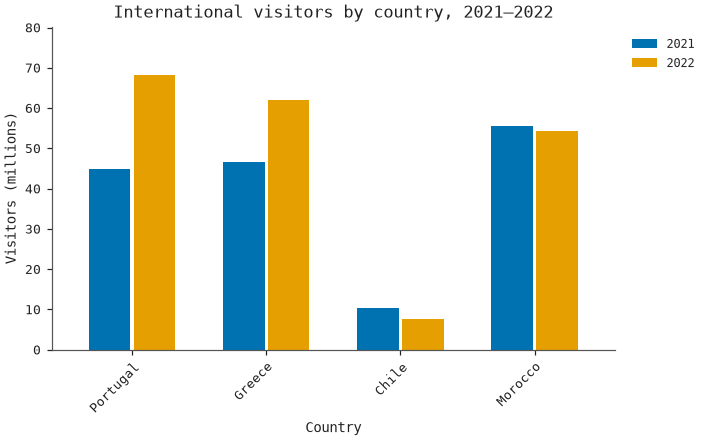 International visitors by country, 2021–2022
2021
2022
Visitors (millions)
80
70
60
50
40
30
20
10
0
Portugal
Greece
Chile
Morocco
Country